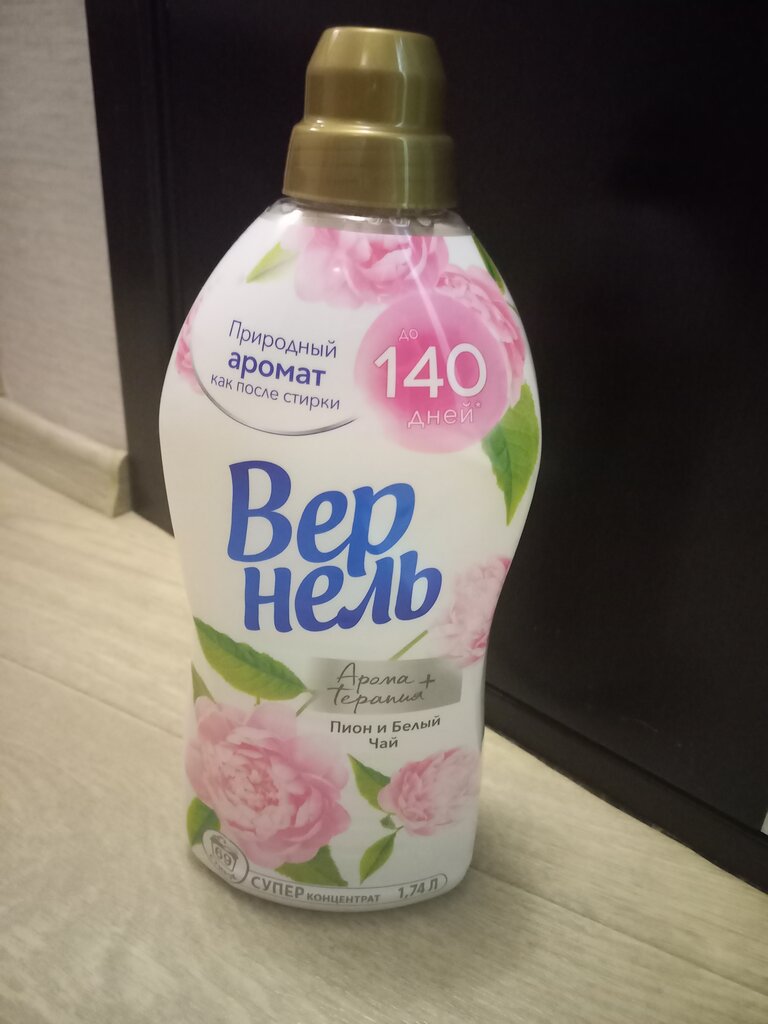 Природный
аромат
как после стирки
до
140
дней*
Вер
нель
Арома +
Терапия
Пион и Белый
Чай
69
СУПЕР КОНЦЕНТРАТ 1,74 Л